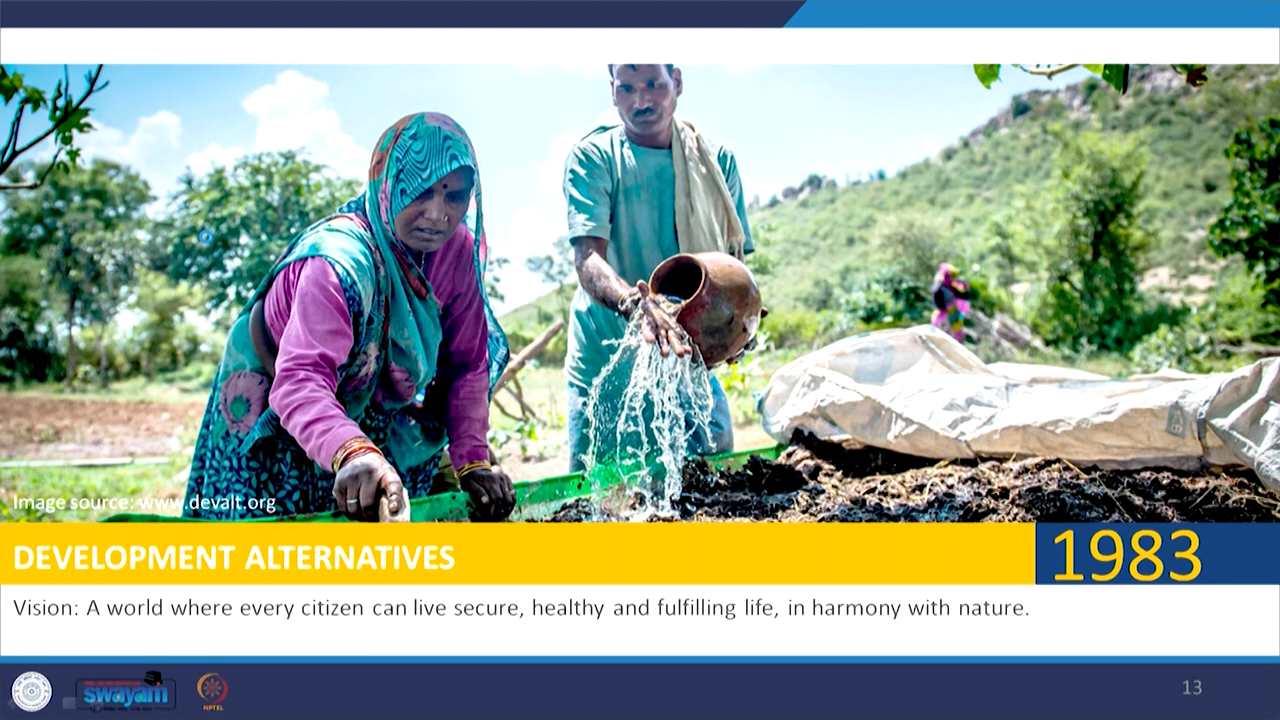 Image source: www.devalt.org
DEVELOPMENT ALTERNATIVES
1983
Vision: A world where every citizen can live secure, healthy and fulfilling life, in harmony with nature.
swayam
NPTEL
13